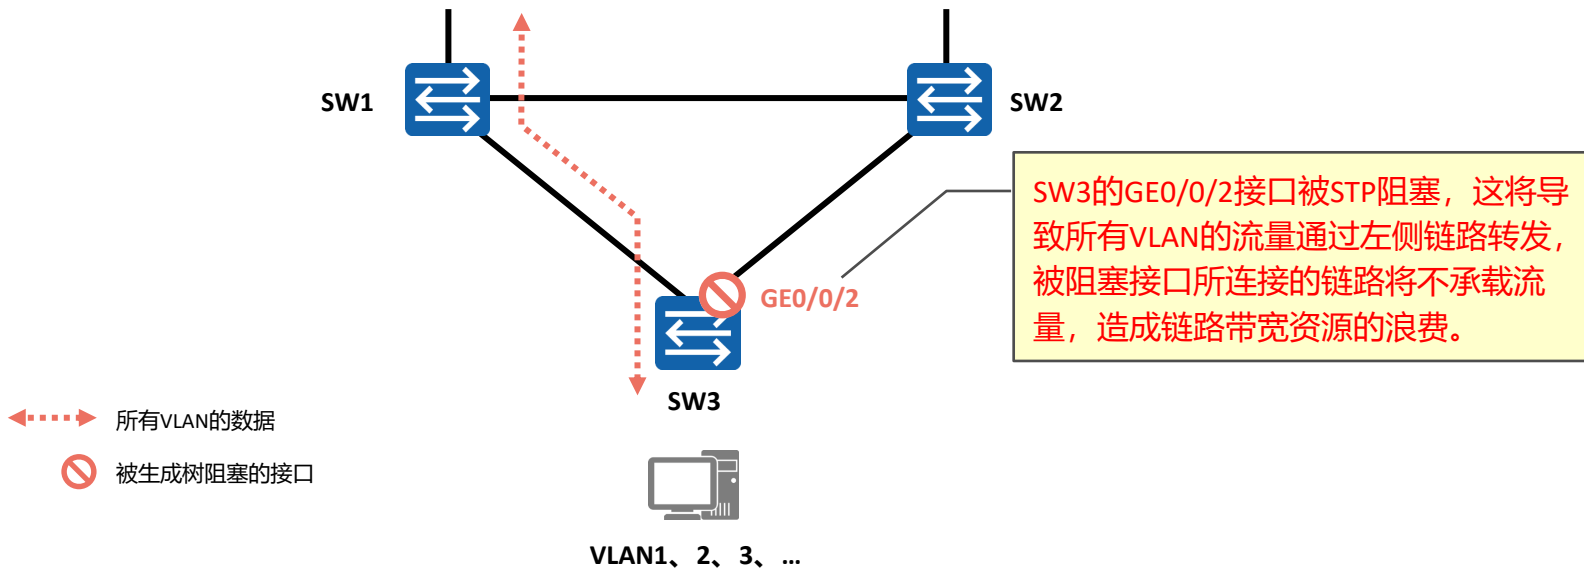 SW1
SW2
SW3的GE0/0/2接口被STP阻塞，这将导
致所有VLAN的流量通过左侧链路转发，
被阻塞接口所连接的链路将不承载流
量，造成链路带宽资源的浪费。
GE0/0/2
SW3
所有VLAN的数据
被生成树阻塞的接口
VLAN1、2、3、...